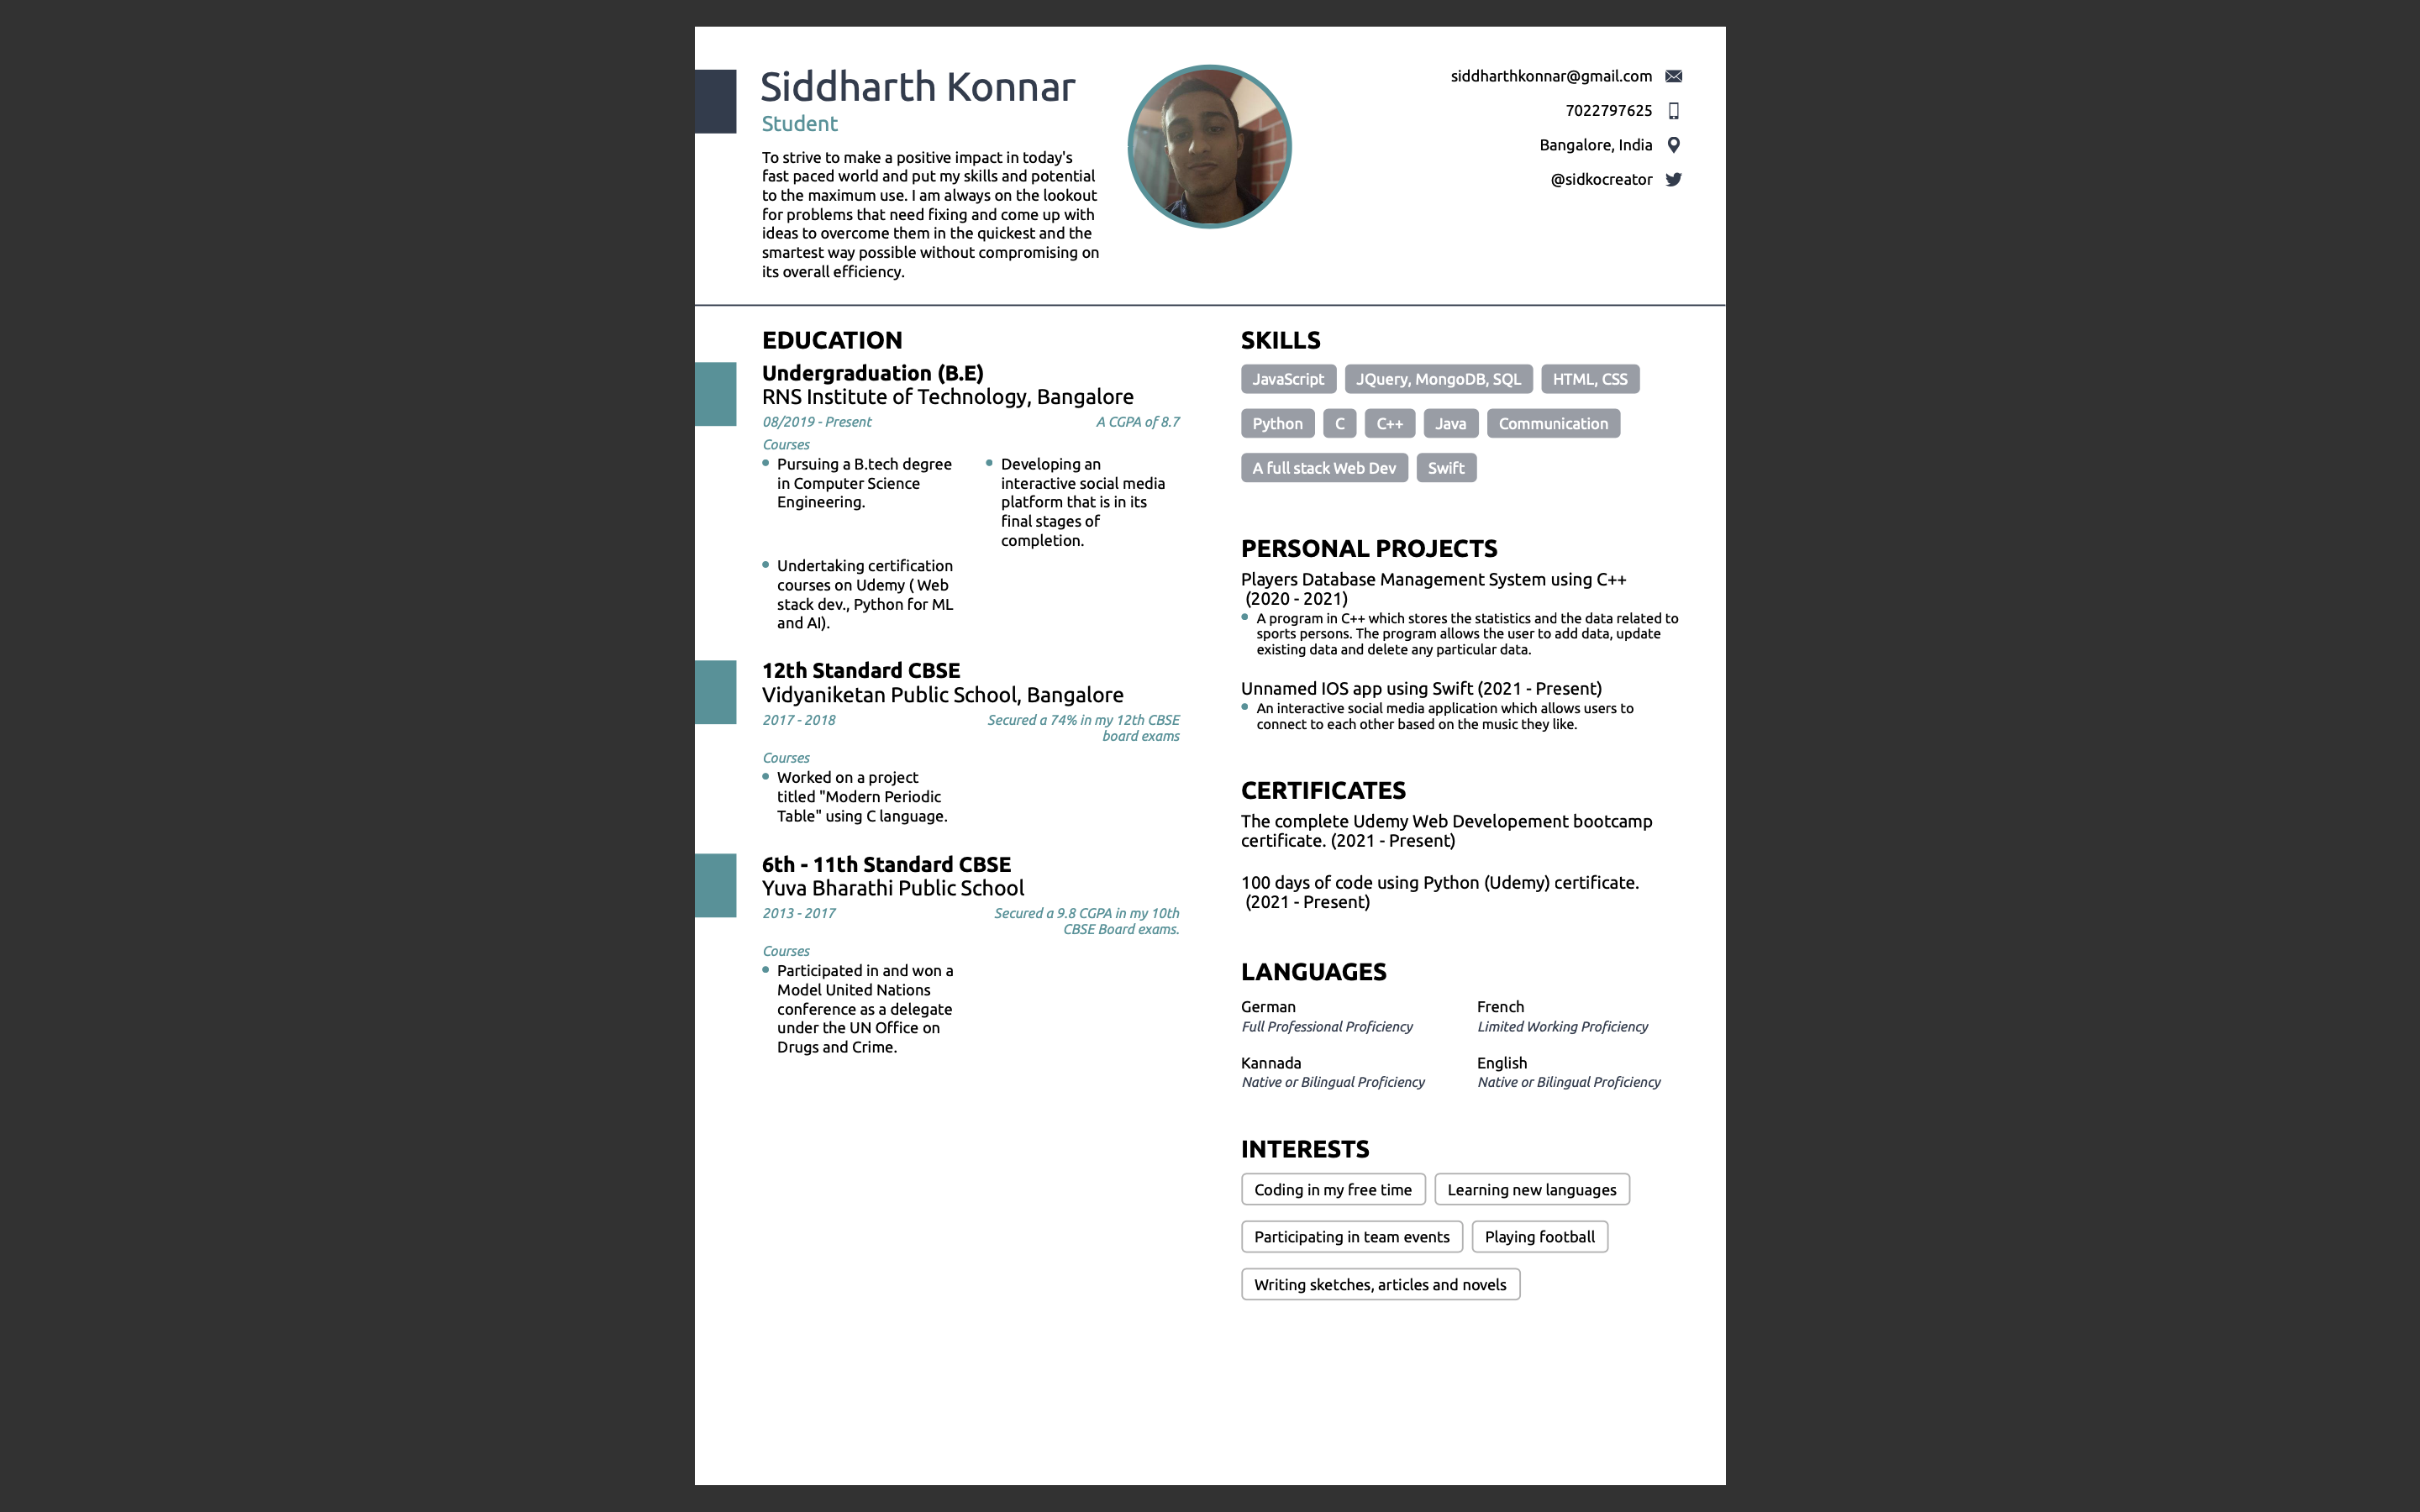 Siddharth Konnar
Student
To strive to make a positive impact in today's
fast paced world and put my skills and potential
to the maximum use. I am always on the lookout
for problems that need fixing and come up with
ideas to overcome them in the quickest and the
smartest way possible without compromising on
its overall efficiency.
siddharthkonnar@gmail.com
7022797625
Bangalore, India
@sidkocreator
EDUCATION
Undergraduation (B.E)
RNS Institute of Technology, Bangalore
08/2019 - Present
A CGPA of 8.7
Courses
Pursuing a B.tech degree
in Computer Science
Engineering.
Developing an
interactive social media
platform that is in its
final stages of
completion.
Undertaking certification
courses on Udemy ( Web
stack dev., Python for ML
and AI).
12th Standard CBSE
Vidyaniketan Public School, Bangalore
2017 - 2018
Secured a 74% in my 12th CBSE
board exams
Courses
Worked on a project
titled "Modern Periodic
Table" using C language.
6th - 11th Standard CBSE
Yuva Bharathi Public School
2013 - 2017
Secured a 9.8 CGPA in my 10th
CBSE Board exams.
Courses
Participated in and won a
Model United Nations
conference as a delegate
under the UN Office on
Drugs and Crime.
SKILLS
JavaScript JQuery, MongoDB, SQL HTML, CSS
Python C C++ Java Communication
A full stack Web Dev Swift
PERSONAL PROJECTS
Players Database Management System using C++
(2020 - 2021)
A program in C++ which stores the statistics and the data related to
sports persons. The program allows the user to add data, update
existing data and delete any particular data.
Unnamed IOS app using Swift (2021 - Present)
An interactive social media application which allows users to
connect to each other based on the music they like.
CERTIFICATES
The complete Udemy Web Developement bootcamp
certificate. (2021 - Present)
100 days of code using Python (Udemy) certificate.
(2021 - Present)
LANGUAGES
German
Full Professional Proficiency
French
Limited Working Proficiency
Kannada
Native or Bilingual Proficiency
English
Native or Bilingual Proficiency
INTERESTS
Coding in my free time Learning new languages
Participating in team events Playing football
Writing sketches, articles and novels